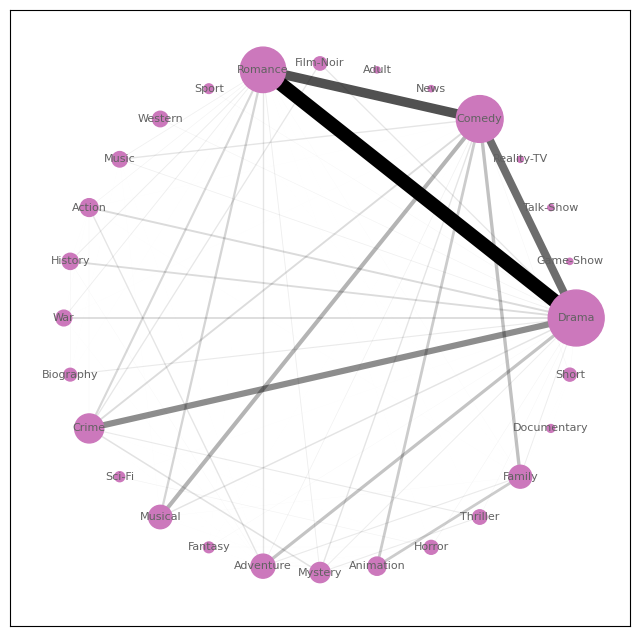 Film-Noir
Romance
Adult
Sport
News
Western
Comedy
Music
Reality-TV
Action
Talk-Show
History
Game-Show
War
Drama
Biography
Short
Crime
Documentary
Sci-Fi
Family
Musical
Thriller
Fantasy
Horror
Adventure
Mystery
Animation